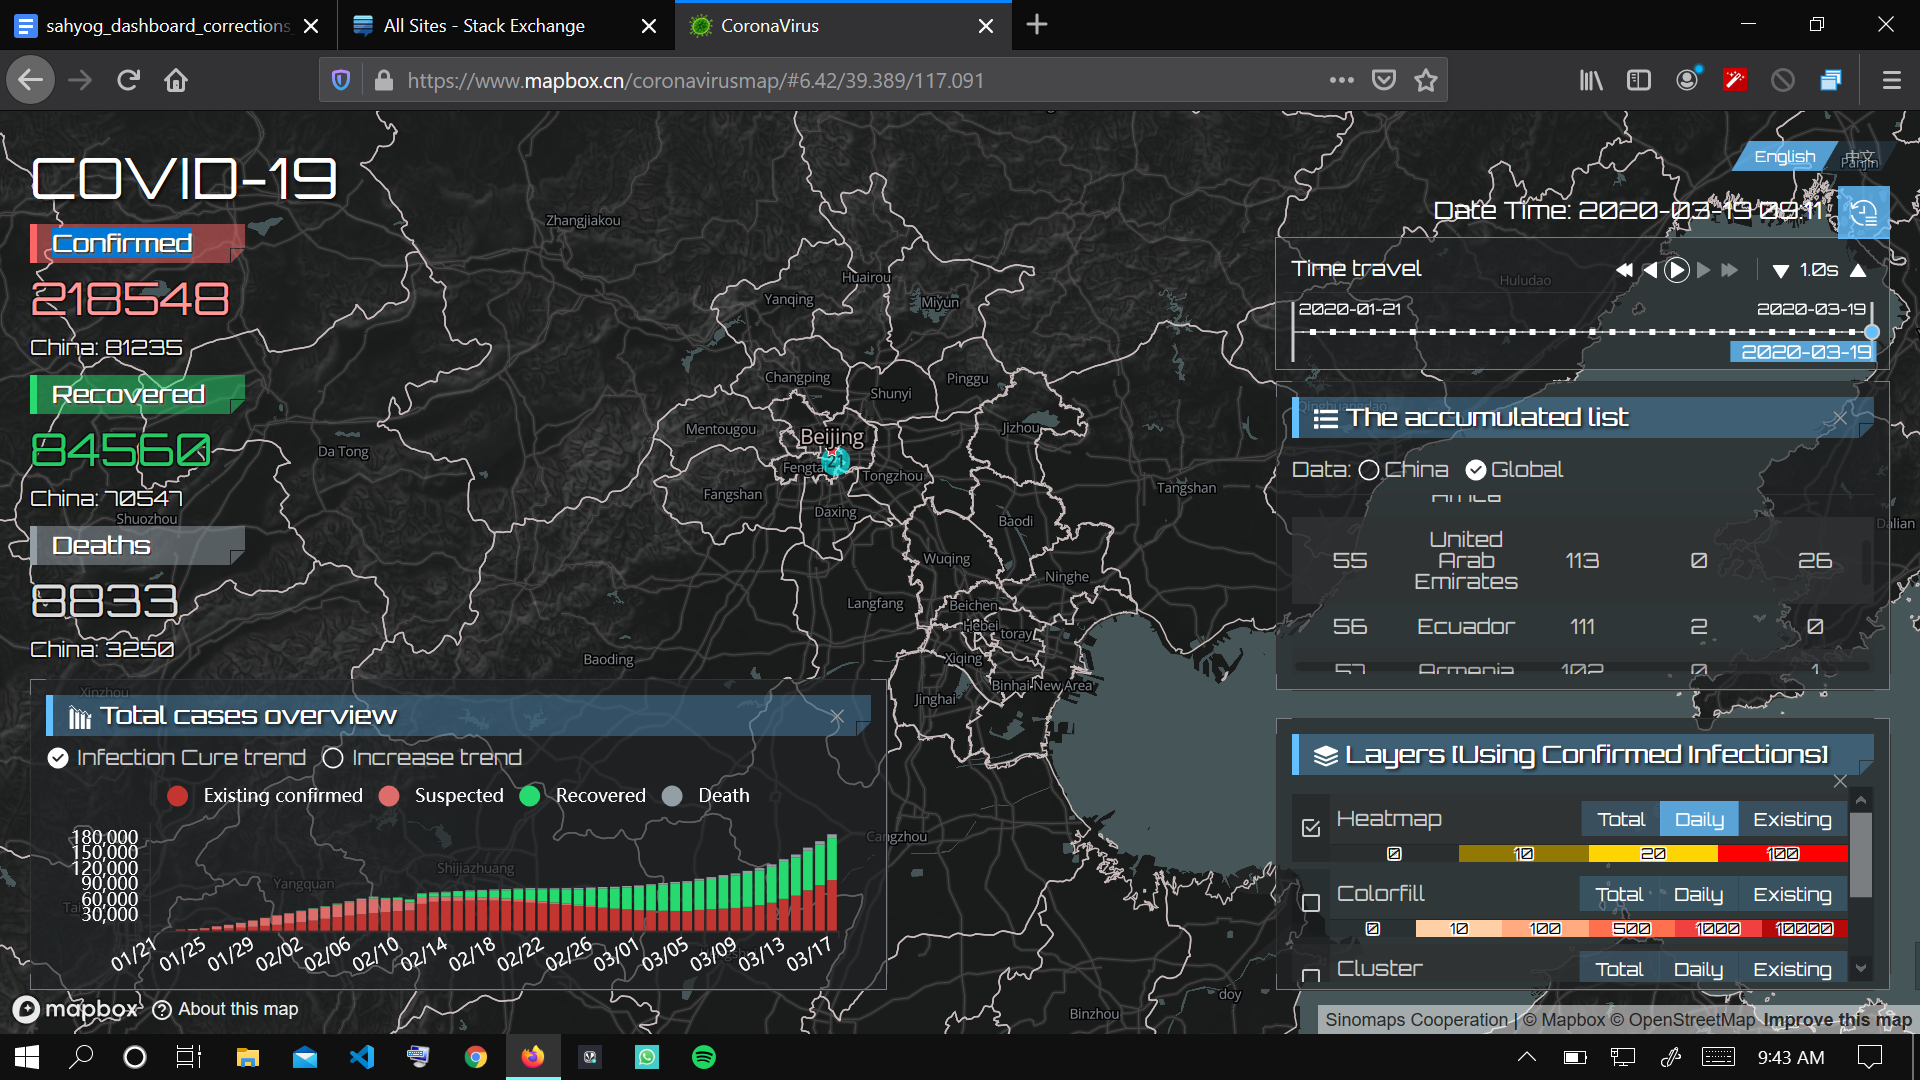 sahyog_dashboard_corrections_
All Sites - Stack Exchange
CoronaVirus
https://www.mapbox.cn/coronavirusmap/#6.42/39.389/117.091
COVID-19
Confirmed
218548
China: 81235
Recovered
84560
China: 70547
Deaths
8833
China: 3250
English
中文
Panjin
Date Time: 2020-03-19 09:11
Time travel
1.0s
2020-01-21
2020-03-19
2020-03-19
The accumulated list
Data: China Global
Africa
55 United Arab Emirates 113 0 26
56 Ecuador 111 2 0
57 Armenia 102 0 1
Layers [Using Confirmed Infections]
Heatmap Total Daily Existing
0 10 20 100
Colorfill Total Daily Existing
0 10 100 500 1000 10000
Cluster Total Daily Existing
Total cases overview
Infection Cure trend Increase trend
Existing confirmed Suspected Recovered Death
180,000
150,000
120,000
90,000
60,000
30,000
01/21 01/25 01/29 02/02 02/06 02/10 02/14 02/18 02/22 02/26 03/01 03/05 03/09 03/13 03/17
Zhangjiakou
Huairou
Yanqing
Miyun
Huludao
Changping
Pinggu
Shunyi
Qinhuangdao
Mentougou
Beijing
Jizhou
21
Da Tong
Fengta
Tongzhou
Fangshan
Tangshan
Daxing
Baodi
Shuozhou
Dalian
Wuqing
Ninghe
Langfang
Beichen
Hebei
toray
Baoding
Xiqing
Binhai New Area
Xinzhou
Jinghai
Cangzhou
Shijiazhuang
Yangquan
doy
Binzhou
mapbox
About this map
Sinomaps Cooperation | © Mapbox © OpenStreetMap Improve this map
9:43 AM